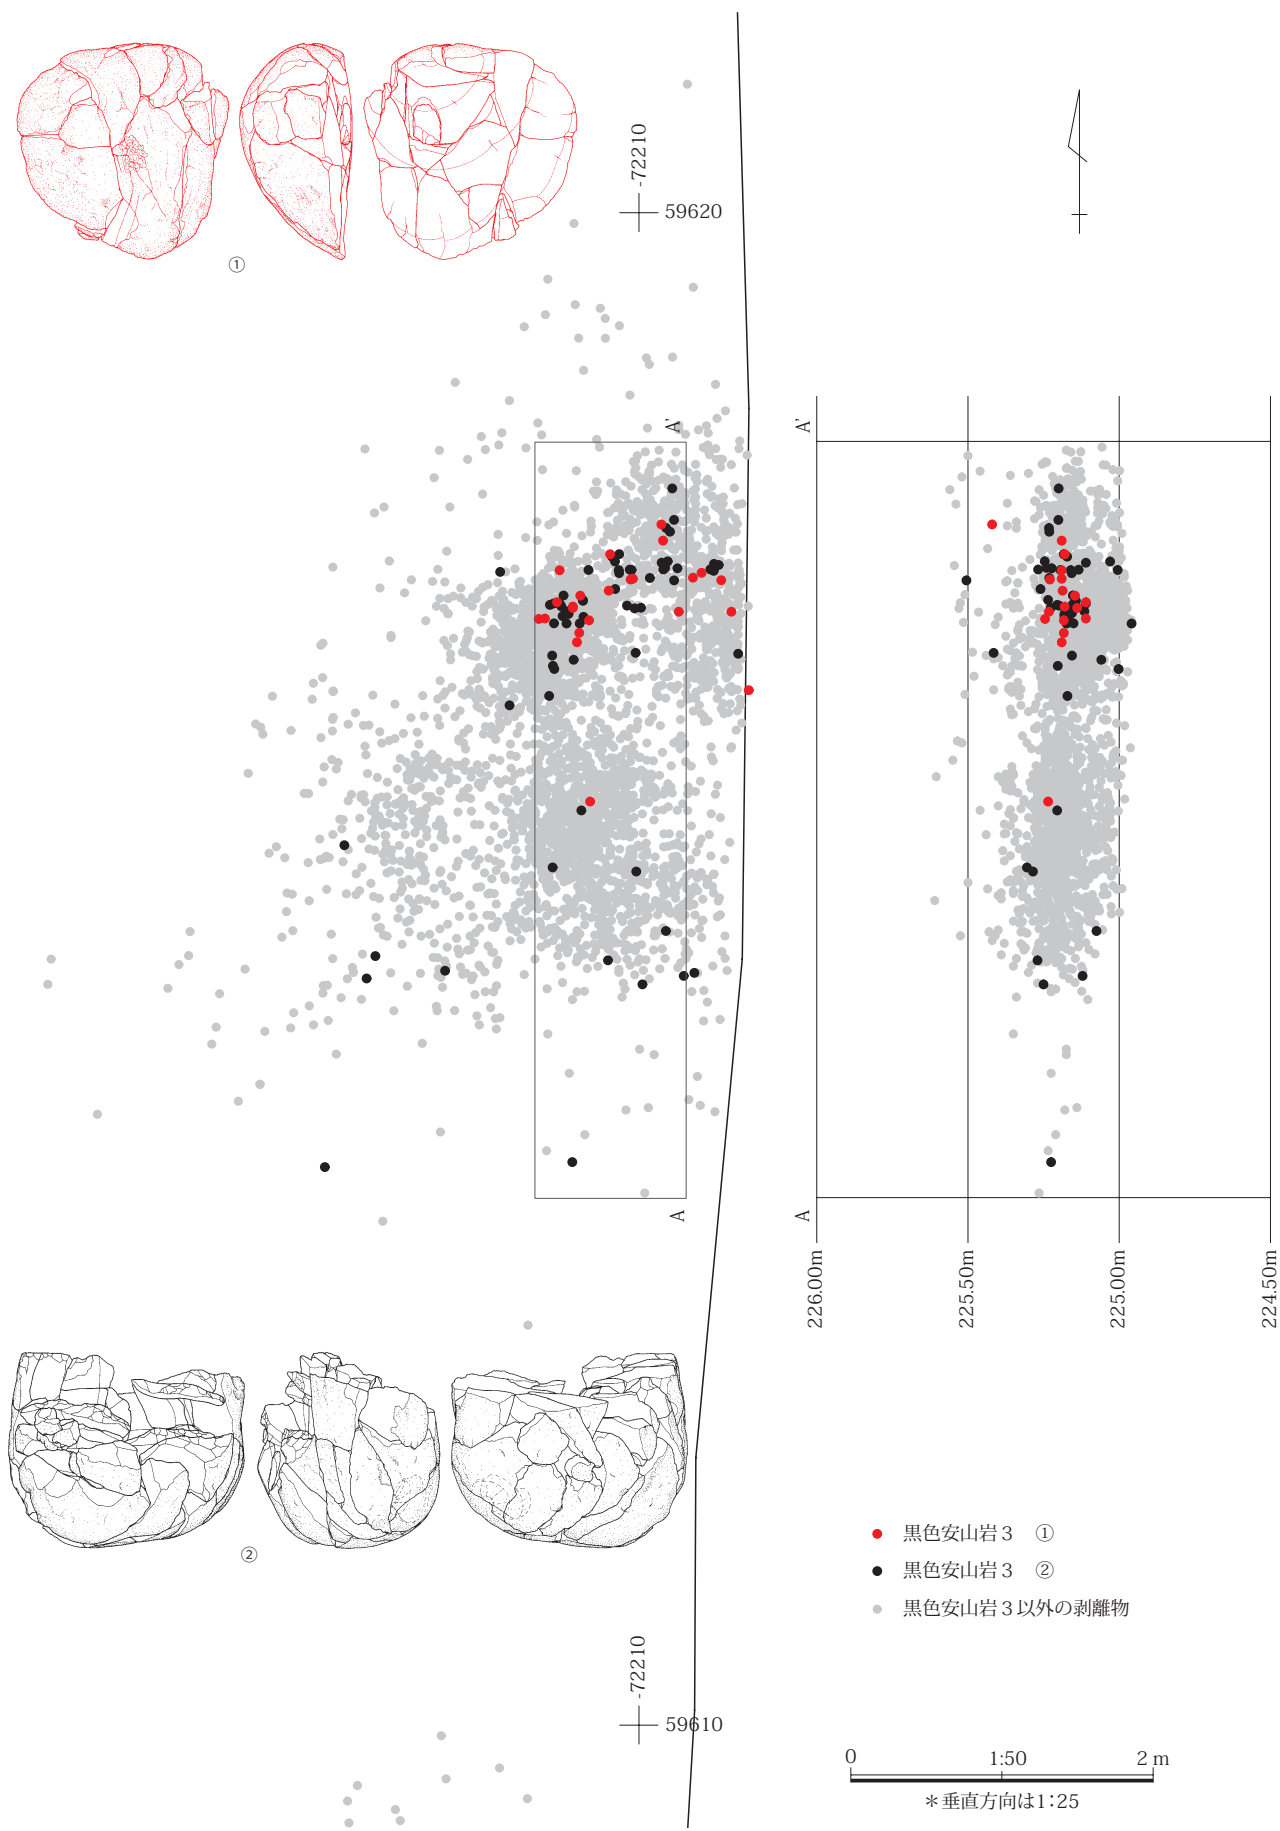 ①
-72210
59620
A'
A'
A
A
226.00m
225.50m
225.00m
224.50m
②
黒色安山岩３　①
黒色安山岩３　②
黒色安山岩３以外の剥離物
-72210
59610
0 1:50 2 m
＊垂直方向は1：25